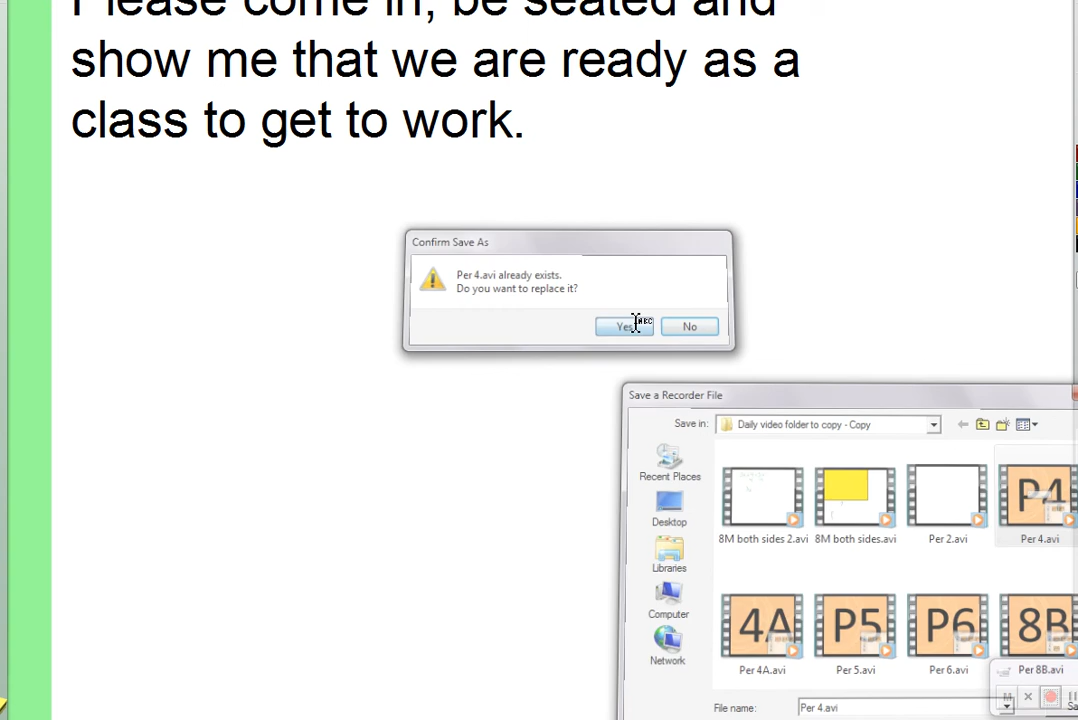 Please come in, be seated and
show me that we are ready as a
class to get to work.
Confirm Save As
Per 4.avi already exists.
Do you want to replace it?
Yes
ABC
No
Save a Recorder File
Save in:
Daily video folder to copy - Copy
Recent Places
Desktop
Libraries
Computer
Network
8M both sides 2.avi
8M both sides.avi
Per 2.avi
P4
Per 4.avi
4A
P5
P6
8B
Per 4A.avi
Per 5.avi
Per 6.avi
Per 8B.avi
File name:
Per 4.avi